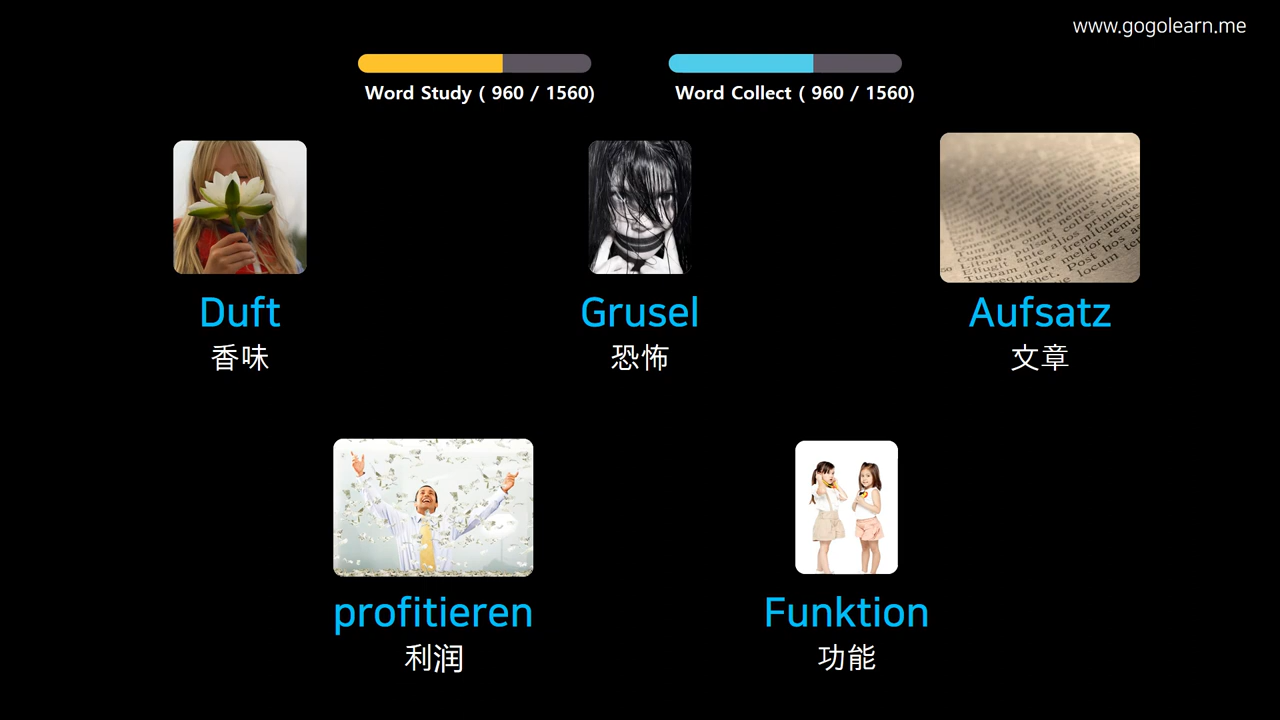 www.gogolearn.me
Word Study ( 960 / 1560)
Word Collect ( 960 / 1560)
Duft
香味
Grusel
恐怖
Aufsatz
文章
profitieren
利润
Funktion
功能